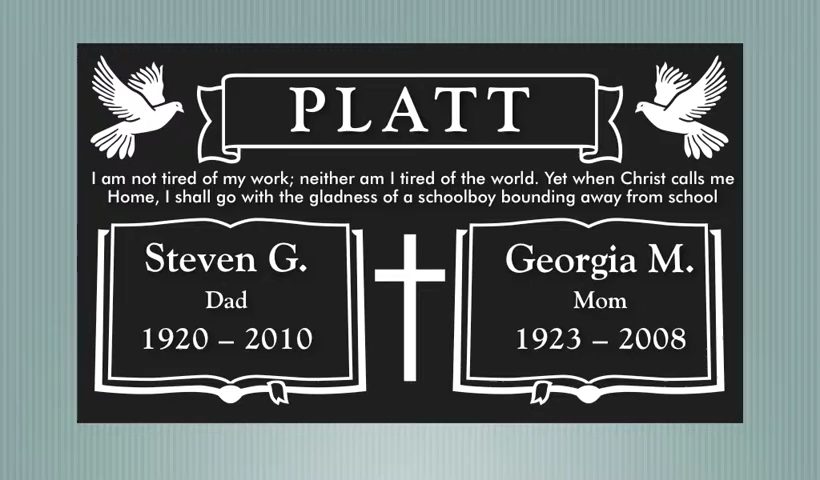 PLATT
I am not tired of my work; neither am I tired of the world. Yet when Christ calls me
Home, I shall go with the gladness of a schoolboy bounding away from school
Steven G.
Dad
1920 – 2010
Georgia M.
Mom
1923 – 2008